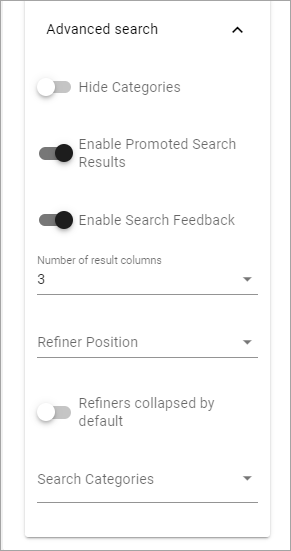 Advanced search
Hide Categories
Enable Promoted Search
Results
Enable Search Feedback
Number of result columns
3
Refiner Position
Refiners collapsed by
default
Search Categories